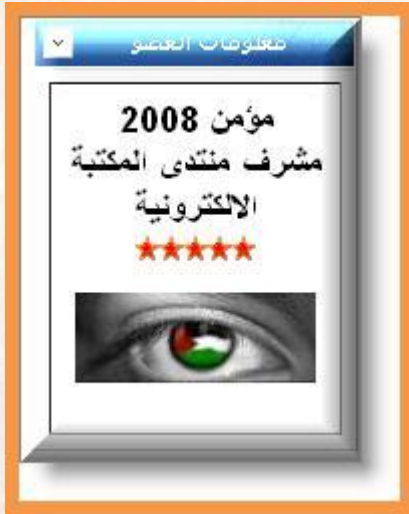 معلومات العضو
مؤمن 2008
مشرف منتدى المكتبة
الالكترونية